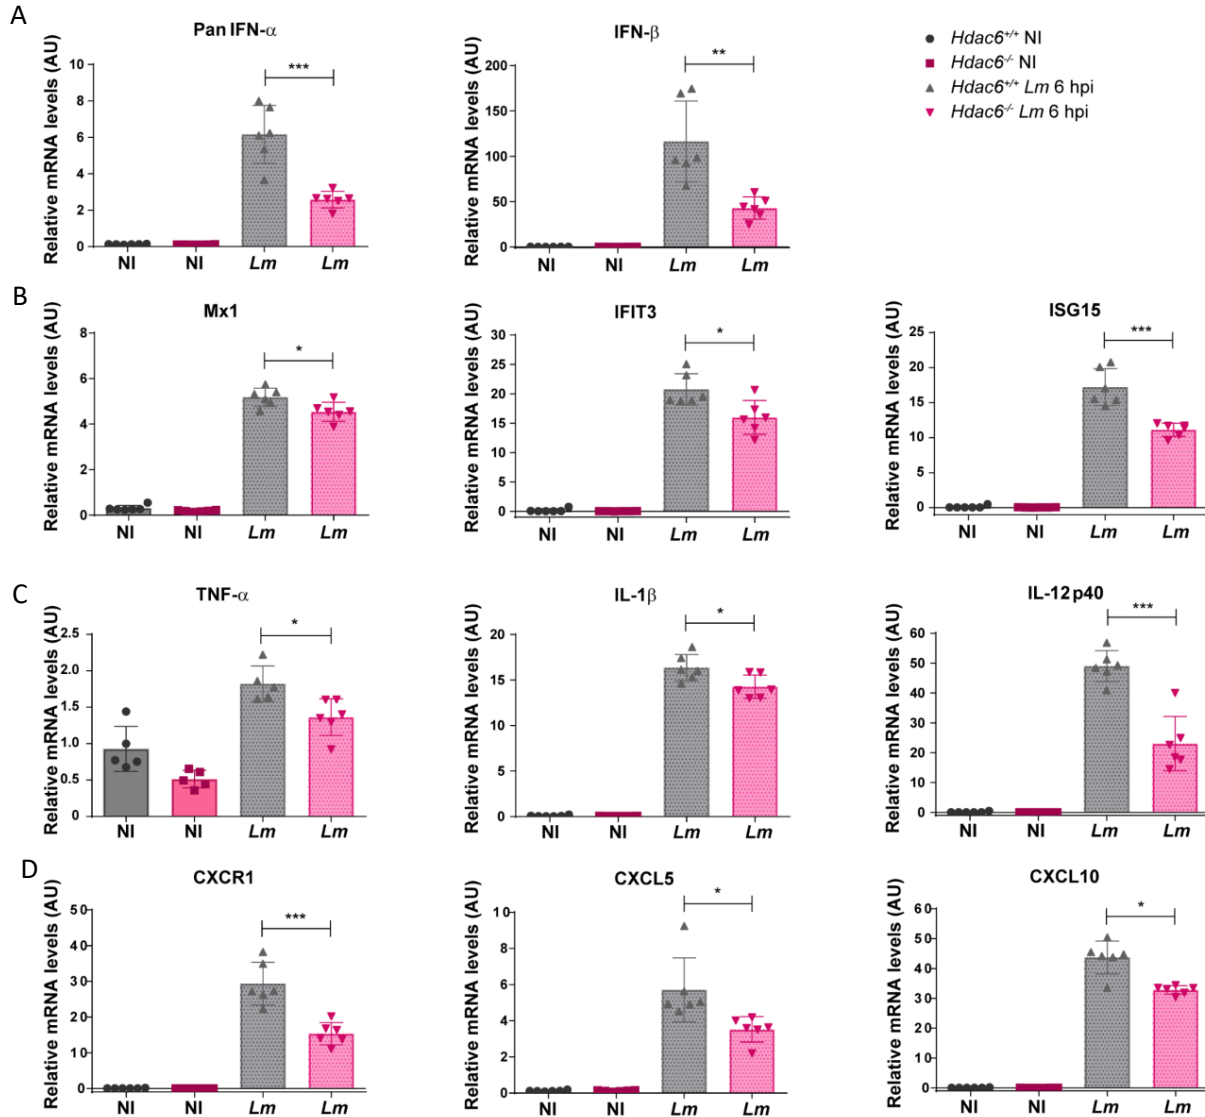 A
Pan IFN-α
IFN-β
Hdac6+/+ NI
Hdac6-/- NI
Hdac6+/+ Lm 6 hpi
Hdac6-/- Lm 6 hpi
Relative mRNA levels (AU)
10
8
6
4
2
0
***
NI
NI
Lm
Lm
Relative mRNA levels (AU)
200
150
100
50
0
**
NI
NI
Lm
Lm
B
Mx1
Relative mRNA levels (AU)
8
6
4
2
0
*
NI
NI
Lm
Lm
IFIT3
Relative mRNA levels (AU)
30
25
20
15
10
5
0
*
NI
NI
Lm
Lm
ISG15
Relative mRNA levels (AU)
25
20
15
10
5
0
***
NI
NI
Lm
Lm
C
TNF-α
Relative mRNA levels (AU)
2.5
2.0
1.5
1.0
0.5
0
*
NI
NI
Lm
Lm
IL-1β
Relative mRNA levels (AU)
20
15
10
5
0
*
NI
NI
Lm
Lm
IL-12 p40
Relative mRNA levels (AU)
60
50
40
30
20
10
0
***
NI
NI
Lm
Lm
D
CXCR1
Relative mRNA levels (AU)
50
40
30
20
10
0
***
NI
NI
Lm
Lm
CXCL5
Relative mRNA levels (AU)
10
8
6
4
2
0
*
NI
NI
Lm
Lm
CXCL10
Relative mRNA levels (AU)
60
50
40
30
20
10
0
*
NI
NI
Lm
Lm